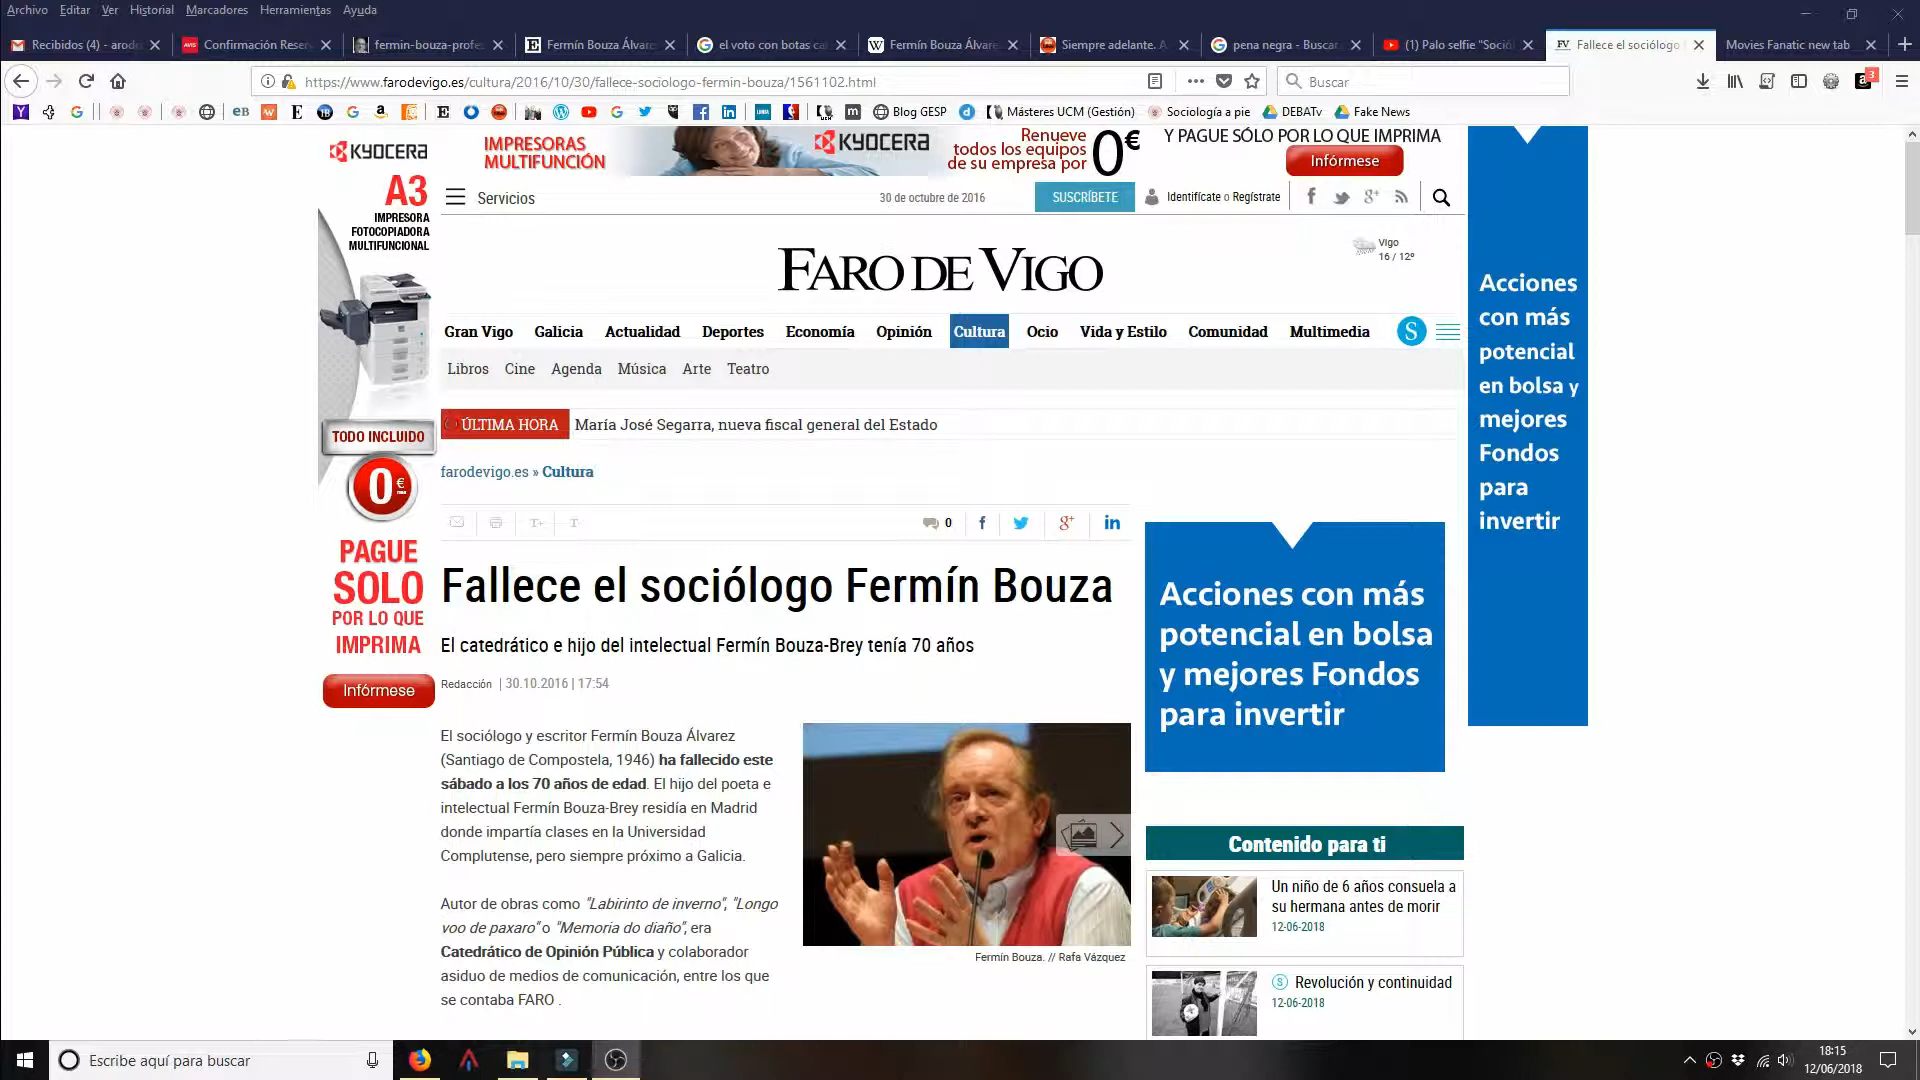 Archivo Editar Ver Historial Marcadores Herramientas Ayuda
Recibidos (4) - arod
Confirmación Reser
fermin-bouza-profe
Fermín Bouza Álvare
el voto con botas ca
Fermín Bouza Álvare
Siempre adelante. A
pena negra - Buscar
(1) Palo selfie "Soció
Fallece el sociólogo
Movies Fanatic new tab
https://www.farodevigo.es/cultura/2016/10/30/fallece-sociologo-fermin-bouza/1561102.html
Buscar
3
Blog GESP
Másteres UCM (Gestión)
Sociología a pie
DEBATv
Fake News
KYOCERA
A3
IMPRESORA
FOTOCOPIADORA
MULTIFUNCIONAL
TODO INCLUIDO
0€
PAGUE
SOLO
POR LO QUE
IMPRIMA
Infórmese
IMPRESORAS
MULTIFUNCIÓN
KYOCERA
Renueve
todos los equipos
de su empresa por
0€
Y PAGUE SÓLO POR LO QUE IMPRIMA
Infórmese
Servicios
30 de octubre de 2016
SUSCRÍBETE
Identifícate o Regístrate
FARO DE VIGO
Vigo
16 / 12º
Gran Vigo Galicia Actualidad Deportes Economía Opinión Cultura Ocio Vida y Estilo Comunidad Multimedia
S
Libros Cine Agenda Música Arte Teatro
ÚLTIMA HORA María José Segarra, nueva fiscal general del Estado
farodevigo.es » Cultura
T+ T-
0
Fallece el sociólogo Fermín Bouza
El catedrático e hijo del intelectual Fermín Bouza-Brey tenía 70 años
Redacción | 30.10.2016 | 17:54
El sociólogo y escritor Fermín Bouza Álvarez
(Santiago de Compostela, 1946) ha fallecido este
sábado a los 70 años de edad. El hijo del poeta e
intelectual Fermín Bouza-Brey residía en Madrid
donde impartía clases en la Universidad
Complutense, pero siempre próximo a Galicia.
Autor de obras como "Labirinto de inverno", "Longo
voo de paxaro" o "Memoria do diaño", era
Catedrático de Opinión Pública y colaborador
asiduo de medios de comunicación, entre los que
se contaba FARO .
Fermín Bouza. // Rafa Vázquez
Acciones con más
potencial en bolsa
y mejores Fondos
para invertir
Acciones
con más
potencial
en bolsa y
mejores
Fondos
para
invertir
Contenido para ti
Un niño de 6 años consuela a
su hermana antes de morir
12-06-2018
S Revolución y continuidad
12-06-2018
Escribe aquí para buscar
18:15
12/06/2018